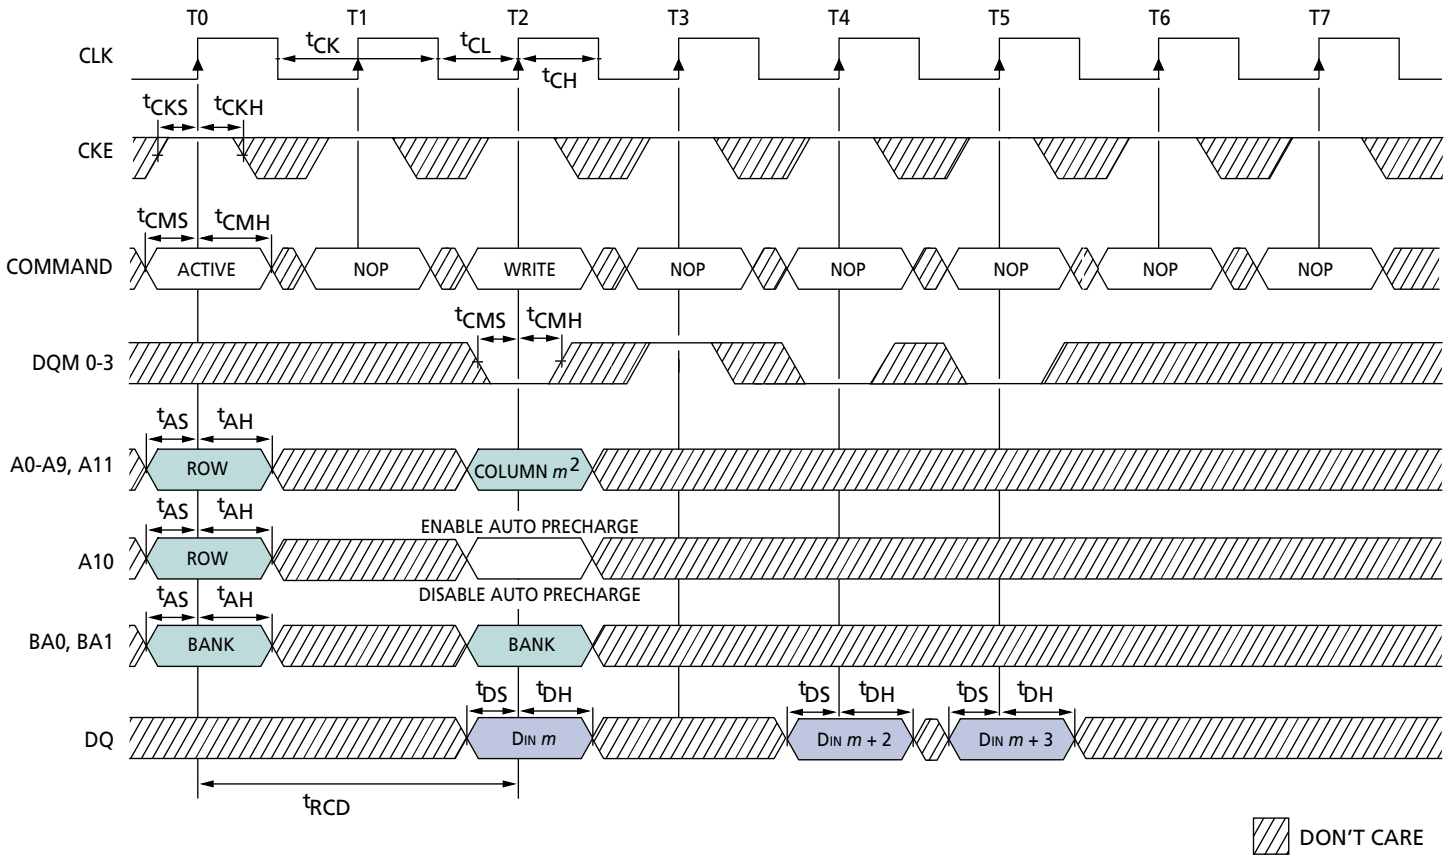 T0 T1 T2 T3 T4 T5 T6 T7
CLK
tCK tCL
tCH
tCKS tCKH
CKE
tCMS tCMH
COMMAND ACTIVE NOP WRITE NOP NOP NOP NOP NOP
tCMS tCMH
DQM 0-3
tAS tAH
A0-A9, A11 ROW COLUMN m2
tAS tAH
ENABLE AUTO PRECHARGE
A10 ROW
DISABLE AUTO PRECHARGE
tAS tAH
BA0, BA1 BANK BANK
tDS tDH tDS tDH tDS tDH
DQ DIN m DIN m + 2 DIN m + 3
tRCD
DON'T CARE